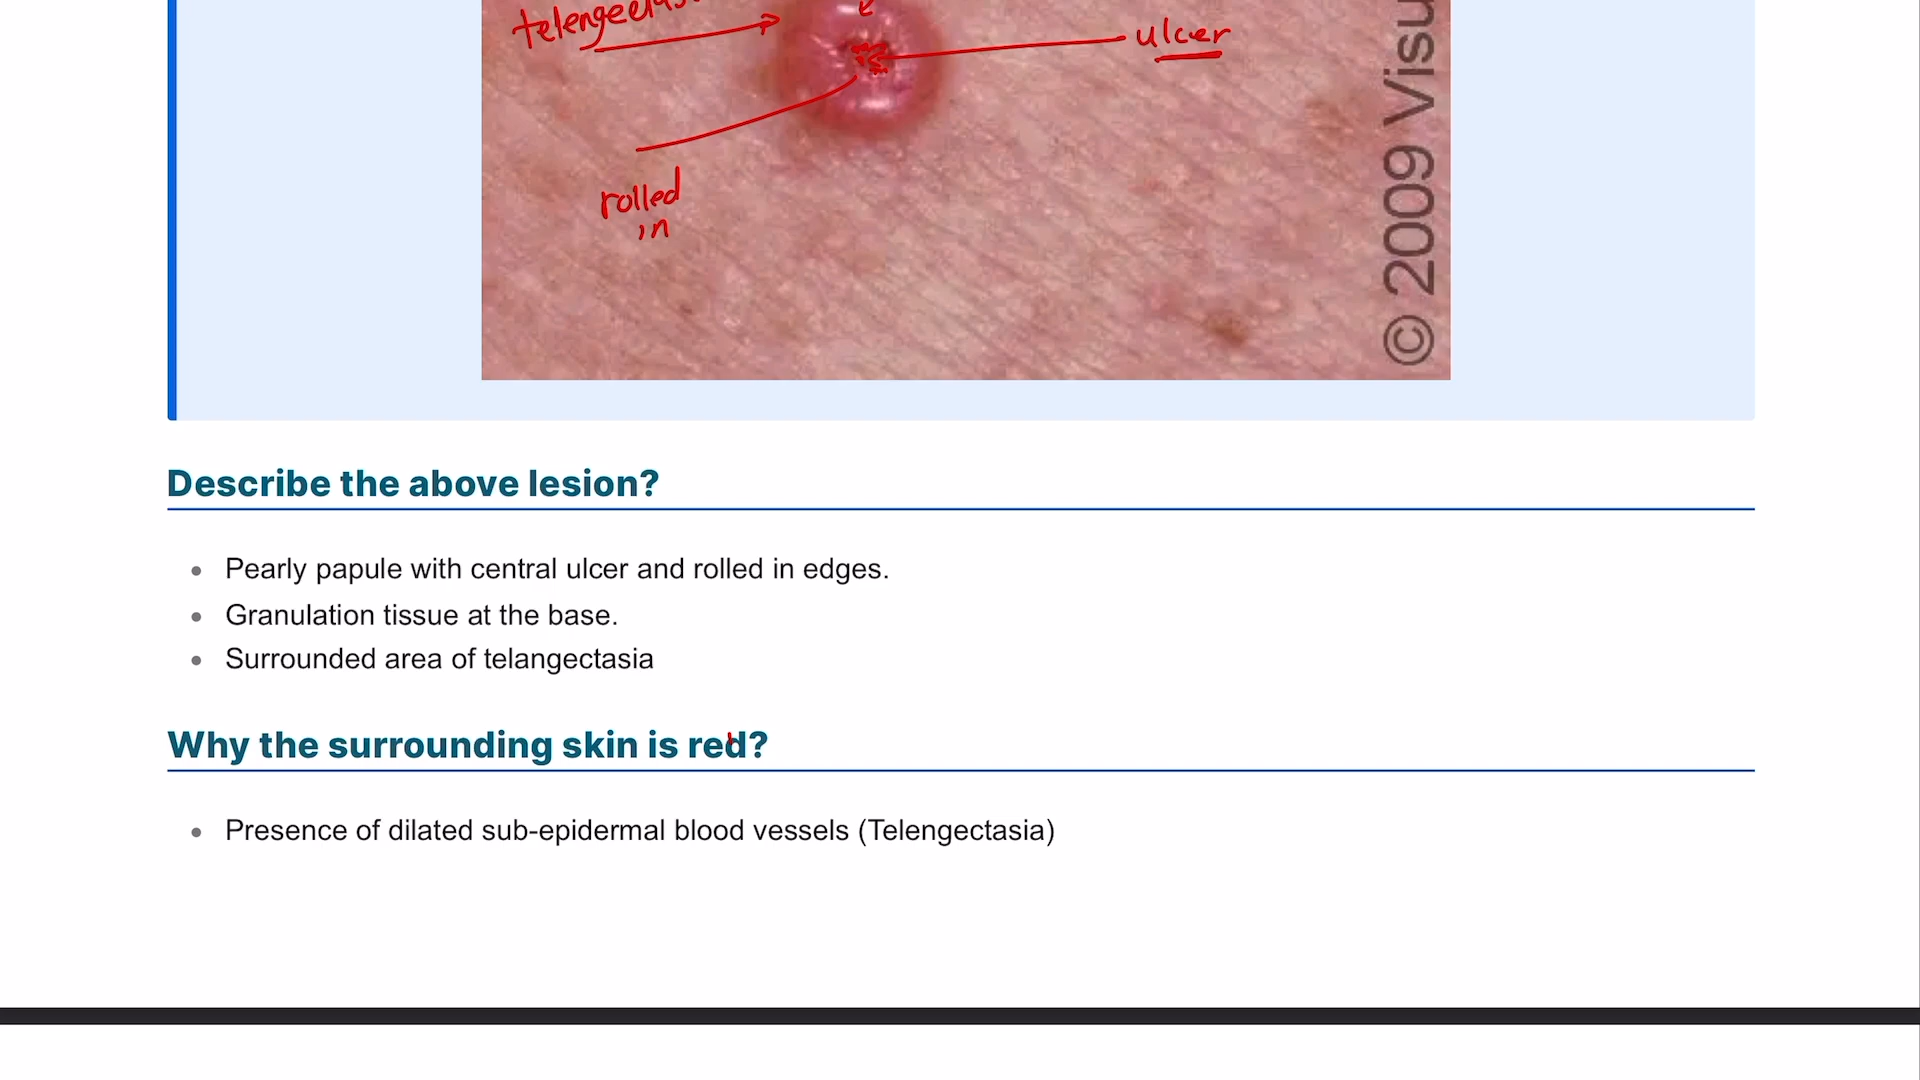 ulcer
rolled
in
© 2009 Visu
Describe the above lesion?
Pearly papule with central ulcer and rolled in edges.
Granulation tissue at the base.
Surrounded area of telangectasia
Why the surrounding skin is red?
Presence of dilated sub-epidermal blood vessels (Telengectasia)